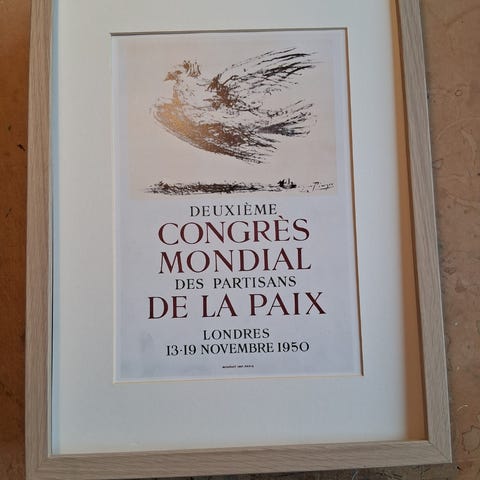 DEUXIÈME
CONGRÈS
MONDIAL
DES PARTISANS
DE LA PAIX
LONDRES
13-19 NOVEMBRE 1950